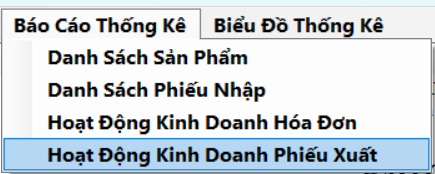 Báo Cáo Thống Kê Biểu Đồ Thống Kê
Danh Sách Sản Phẩm
Danh Sách Phiếu Nhập
Hoạt Động Kinh Doanh Hóa Đơn
Hoạt Động Kinh Doanh Phiếu Xuất